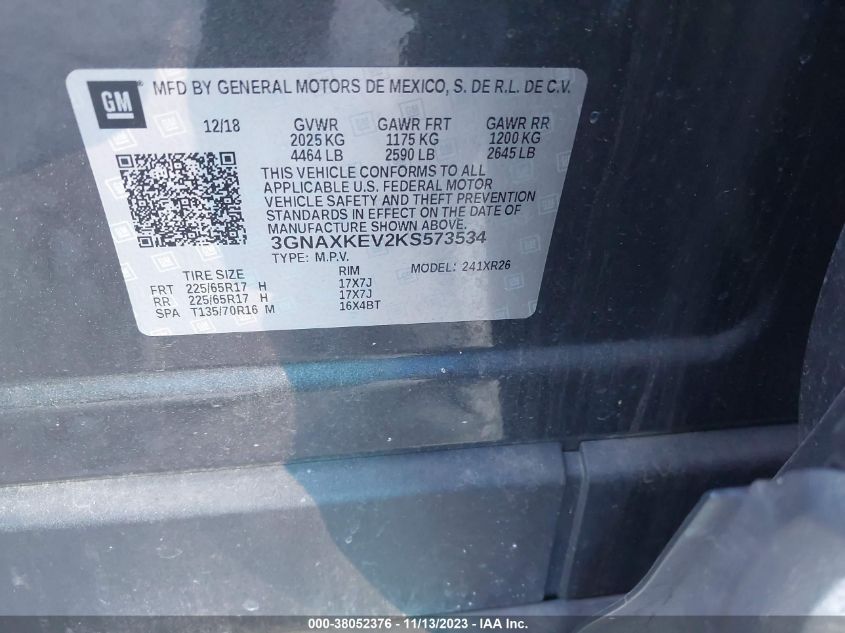 GM
MFD BY GENERAL MOTORS DE MEXICO, S. DE R.L. DE C.V.
12/18 GVWR GAWR FRT GAWR RR
2025 KG 1175 KG 1200 KG
4464 LB 2590 LB 2645 LB
THIS VEHICLE CONFORMS TO ALL
APPLICABLE U.S. FEDERAL MOTOR
VEHICLE SAFETY AND THEFT PREVENTION
STANDARDS IN EFFECT ON THE DATE OF
MANUFACTURE SHOWN ABOVE.
3GNAXKEV2KS573534
TYPE: M.P.V. MODEL: 241XR26
TIRE SIZE RIM
FRT 225/65R17 H 17X7J
RR 225/65R17 H 17X7J
SPA T135/70R16 M 16X4BT
000-38052376 - 11/13/2023 - IAA Inc.